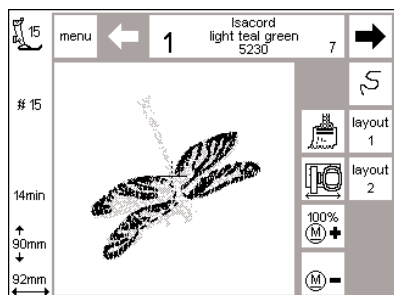 15
menu
1
Isacord
light teal green
5230
7
# 15
layout
1
14min
layout
2
90mm
100%
M +
92mm
M -